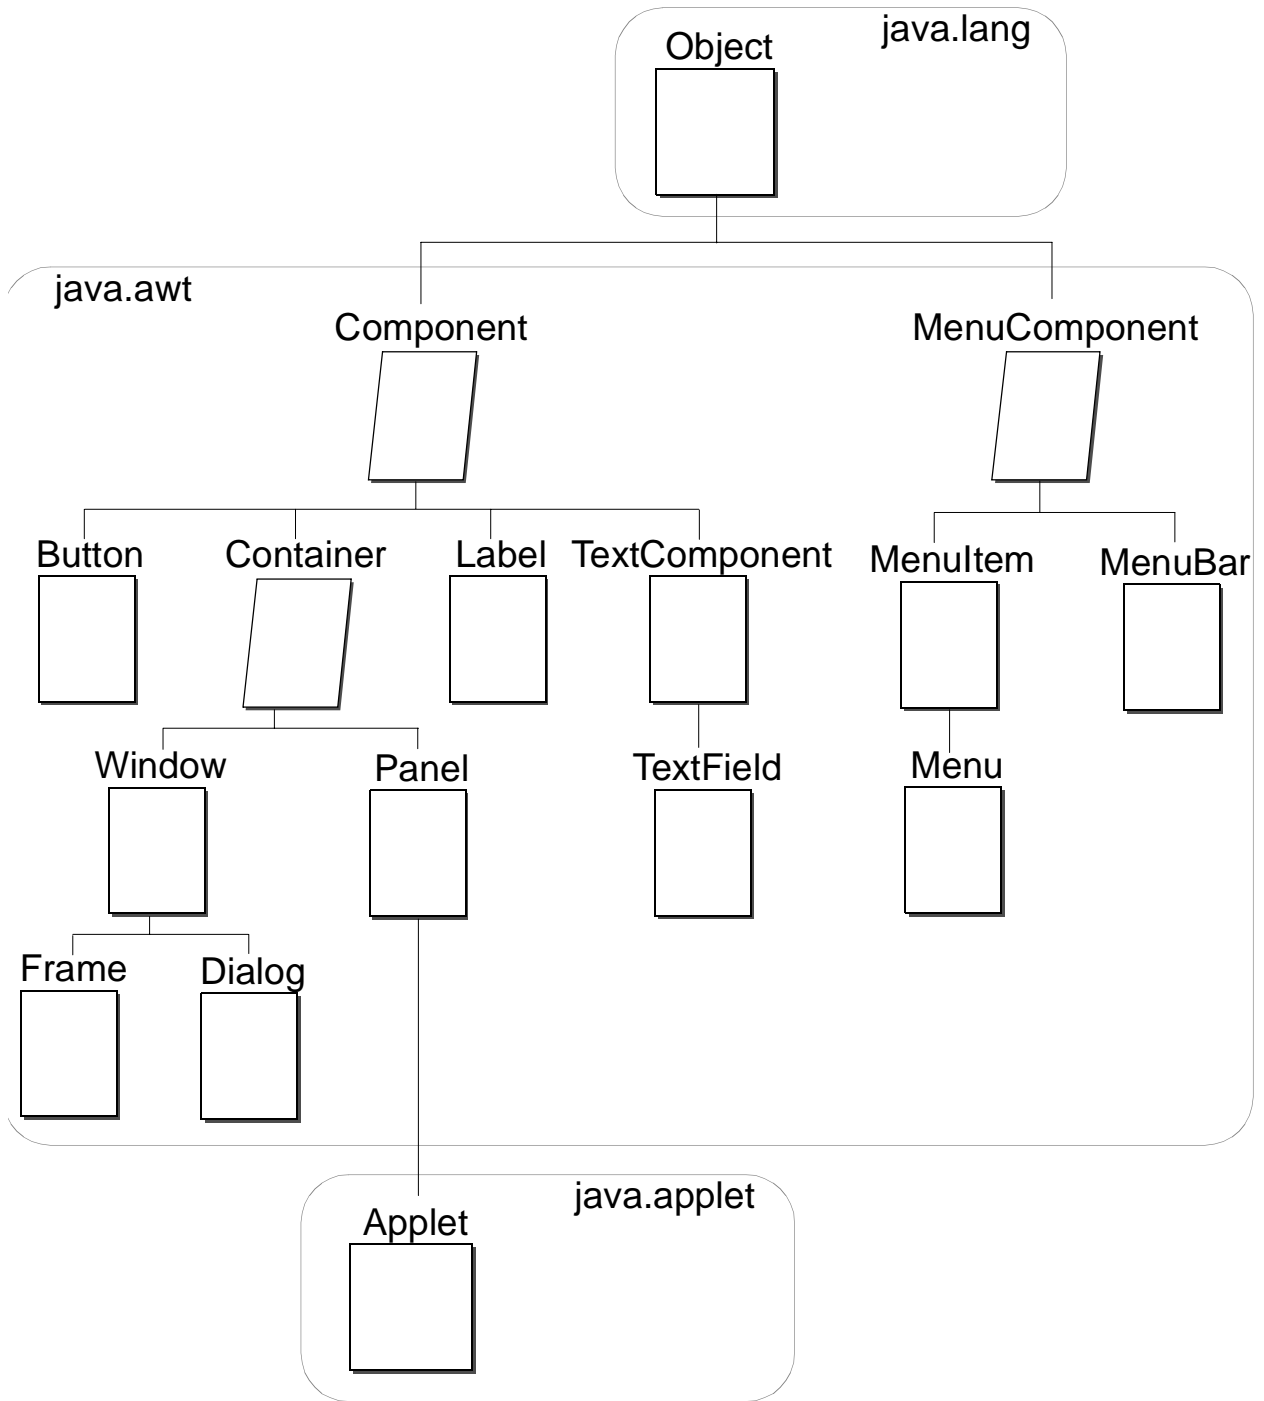 java.lang
Object
java.awt
Component
MenuComponent
Button
Container
Label
TextComponent
MenuItem
MenuBar
Window
Panel
TextField
Menu
Frame
Dialog
java.applet
Applet